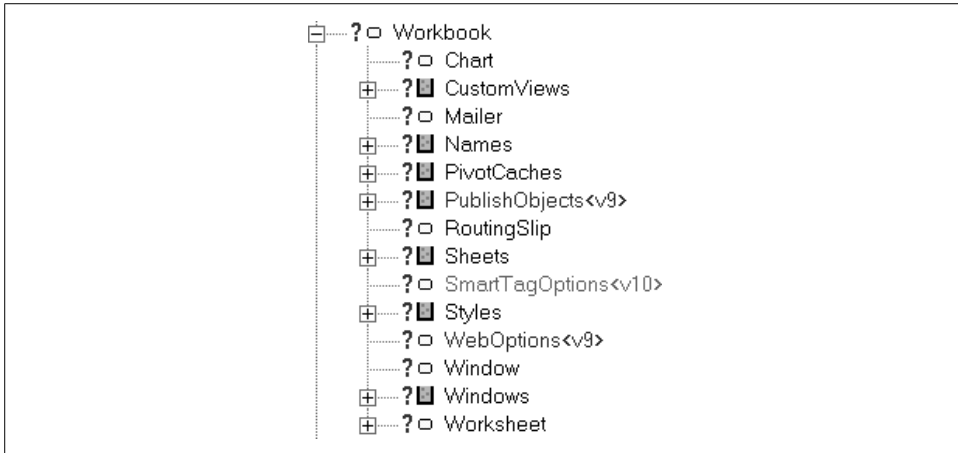 ? Workbook
? Chart
? CustomViews
? Mailer
? Names
? PivotCaches
? PublishObjects<v9>
? RoutingSlip
? Sheets
? SmartTagOptions<v10>
? Styles
? WebOptions<v9>
? Window
? Windows
? Worksheet